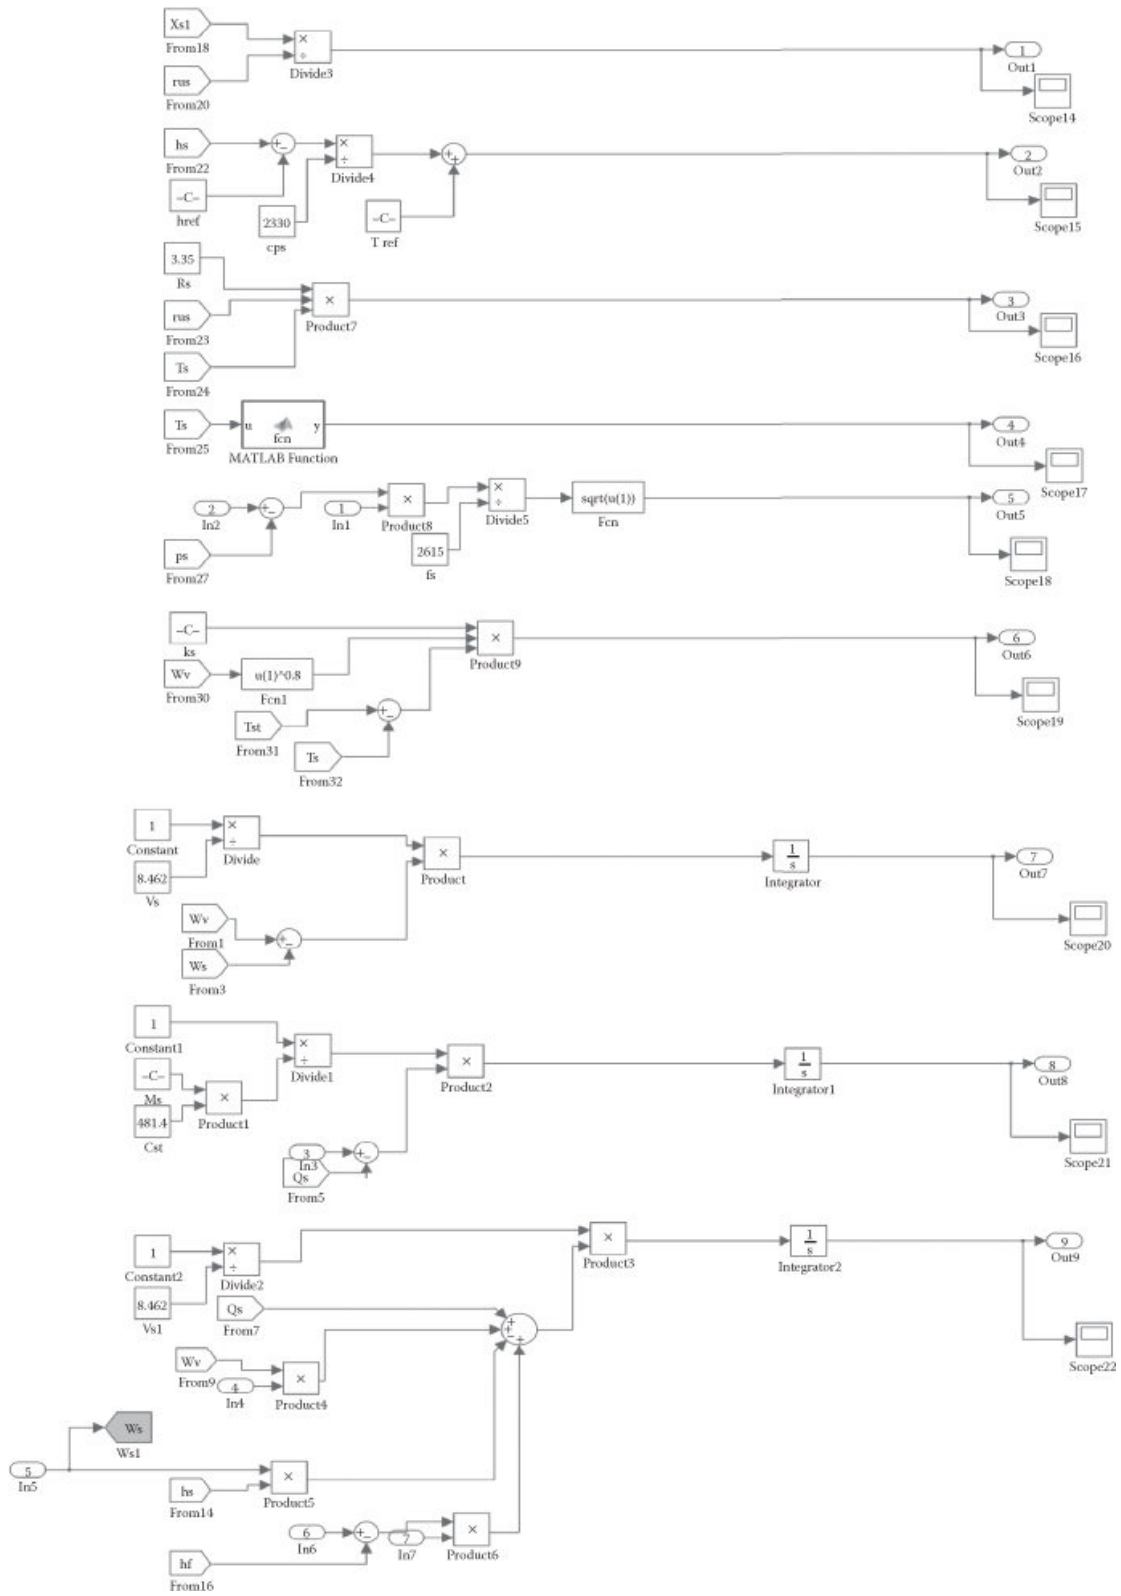 Xs1
From18
×
÷
Divide3
rus
From20
1
Out1
Scope14
hs
From22
+
−
×
÷
Divide4
+
+
2
Out2
–C–
href
2330
cps
–C–
T ref
Scope15
3.35
Rs
rus
From23
×
Product7
3
Out3
Ts
From24
Scope16
Ts
From25
u
fcn
y
MATLAB Function
4
Out4
Scope17
2
In2
+
−
1
In1
×
Product8
×
÷
Divide5
sqrt(u(1))
Fcn
5
Out5
ps
From27
2615
fs
Scope18
–C–
ks
×
Product9
6
Out6
Wv
From30
u(1)^0.8
Fcn1
Tst
From31
+
−
Ts
From32
Scope19
1
Constant
×
÷
Divide
8.462
Vs
×
Product
1
s
Integrator
7
Out7
Wv
From1
+
−
Ws
From3
Scope20
1
Constant1
×
÷
Divide1
–C–
Ms
481.4
Cst
×
Product1
×
Product2
1
s
Integrator1
8
Out8
3
In3
+
−
Qs
From5
Scope21
1
Constant2
×
÷
Divide2
8.462
Vs1
×
Product3
1
s
Integrator2
9
Out9
Qs
From7
+
+
−
+
Wv
From9
4
In4
×
Product4
Scope22
Ws
Ws1
5
In5
hs
From14
×
Product5
6
In6
+
−
7
In7
×
Product6
hf
From16